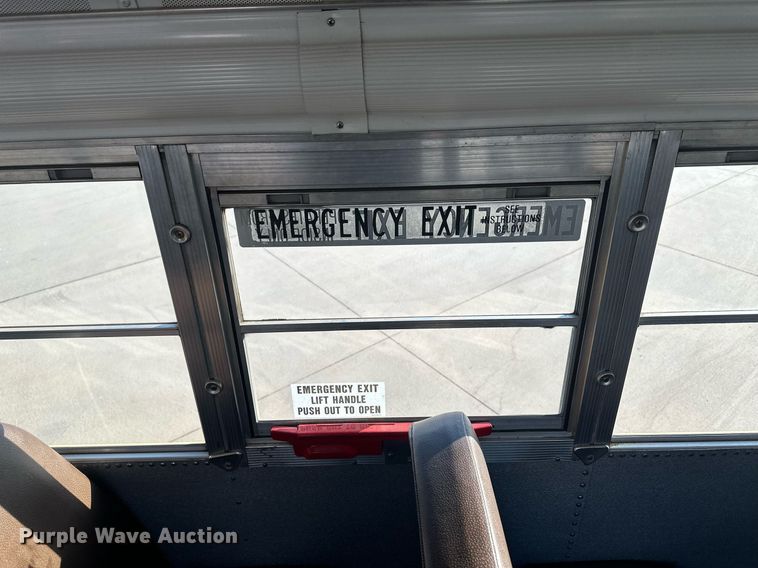 EMERGENCY EXIT
SEE
INSTRUCTIONS
BELOW
EMERGENCY EXIT
LIFT HANDLE
PUSH OUT TO OPEN
Purple Wave Auction